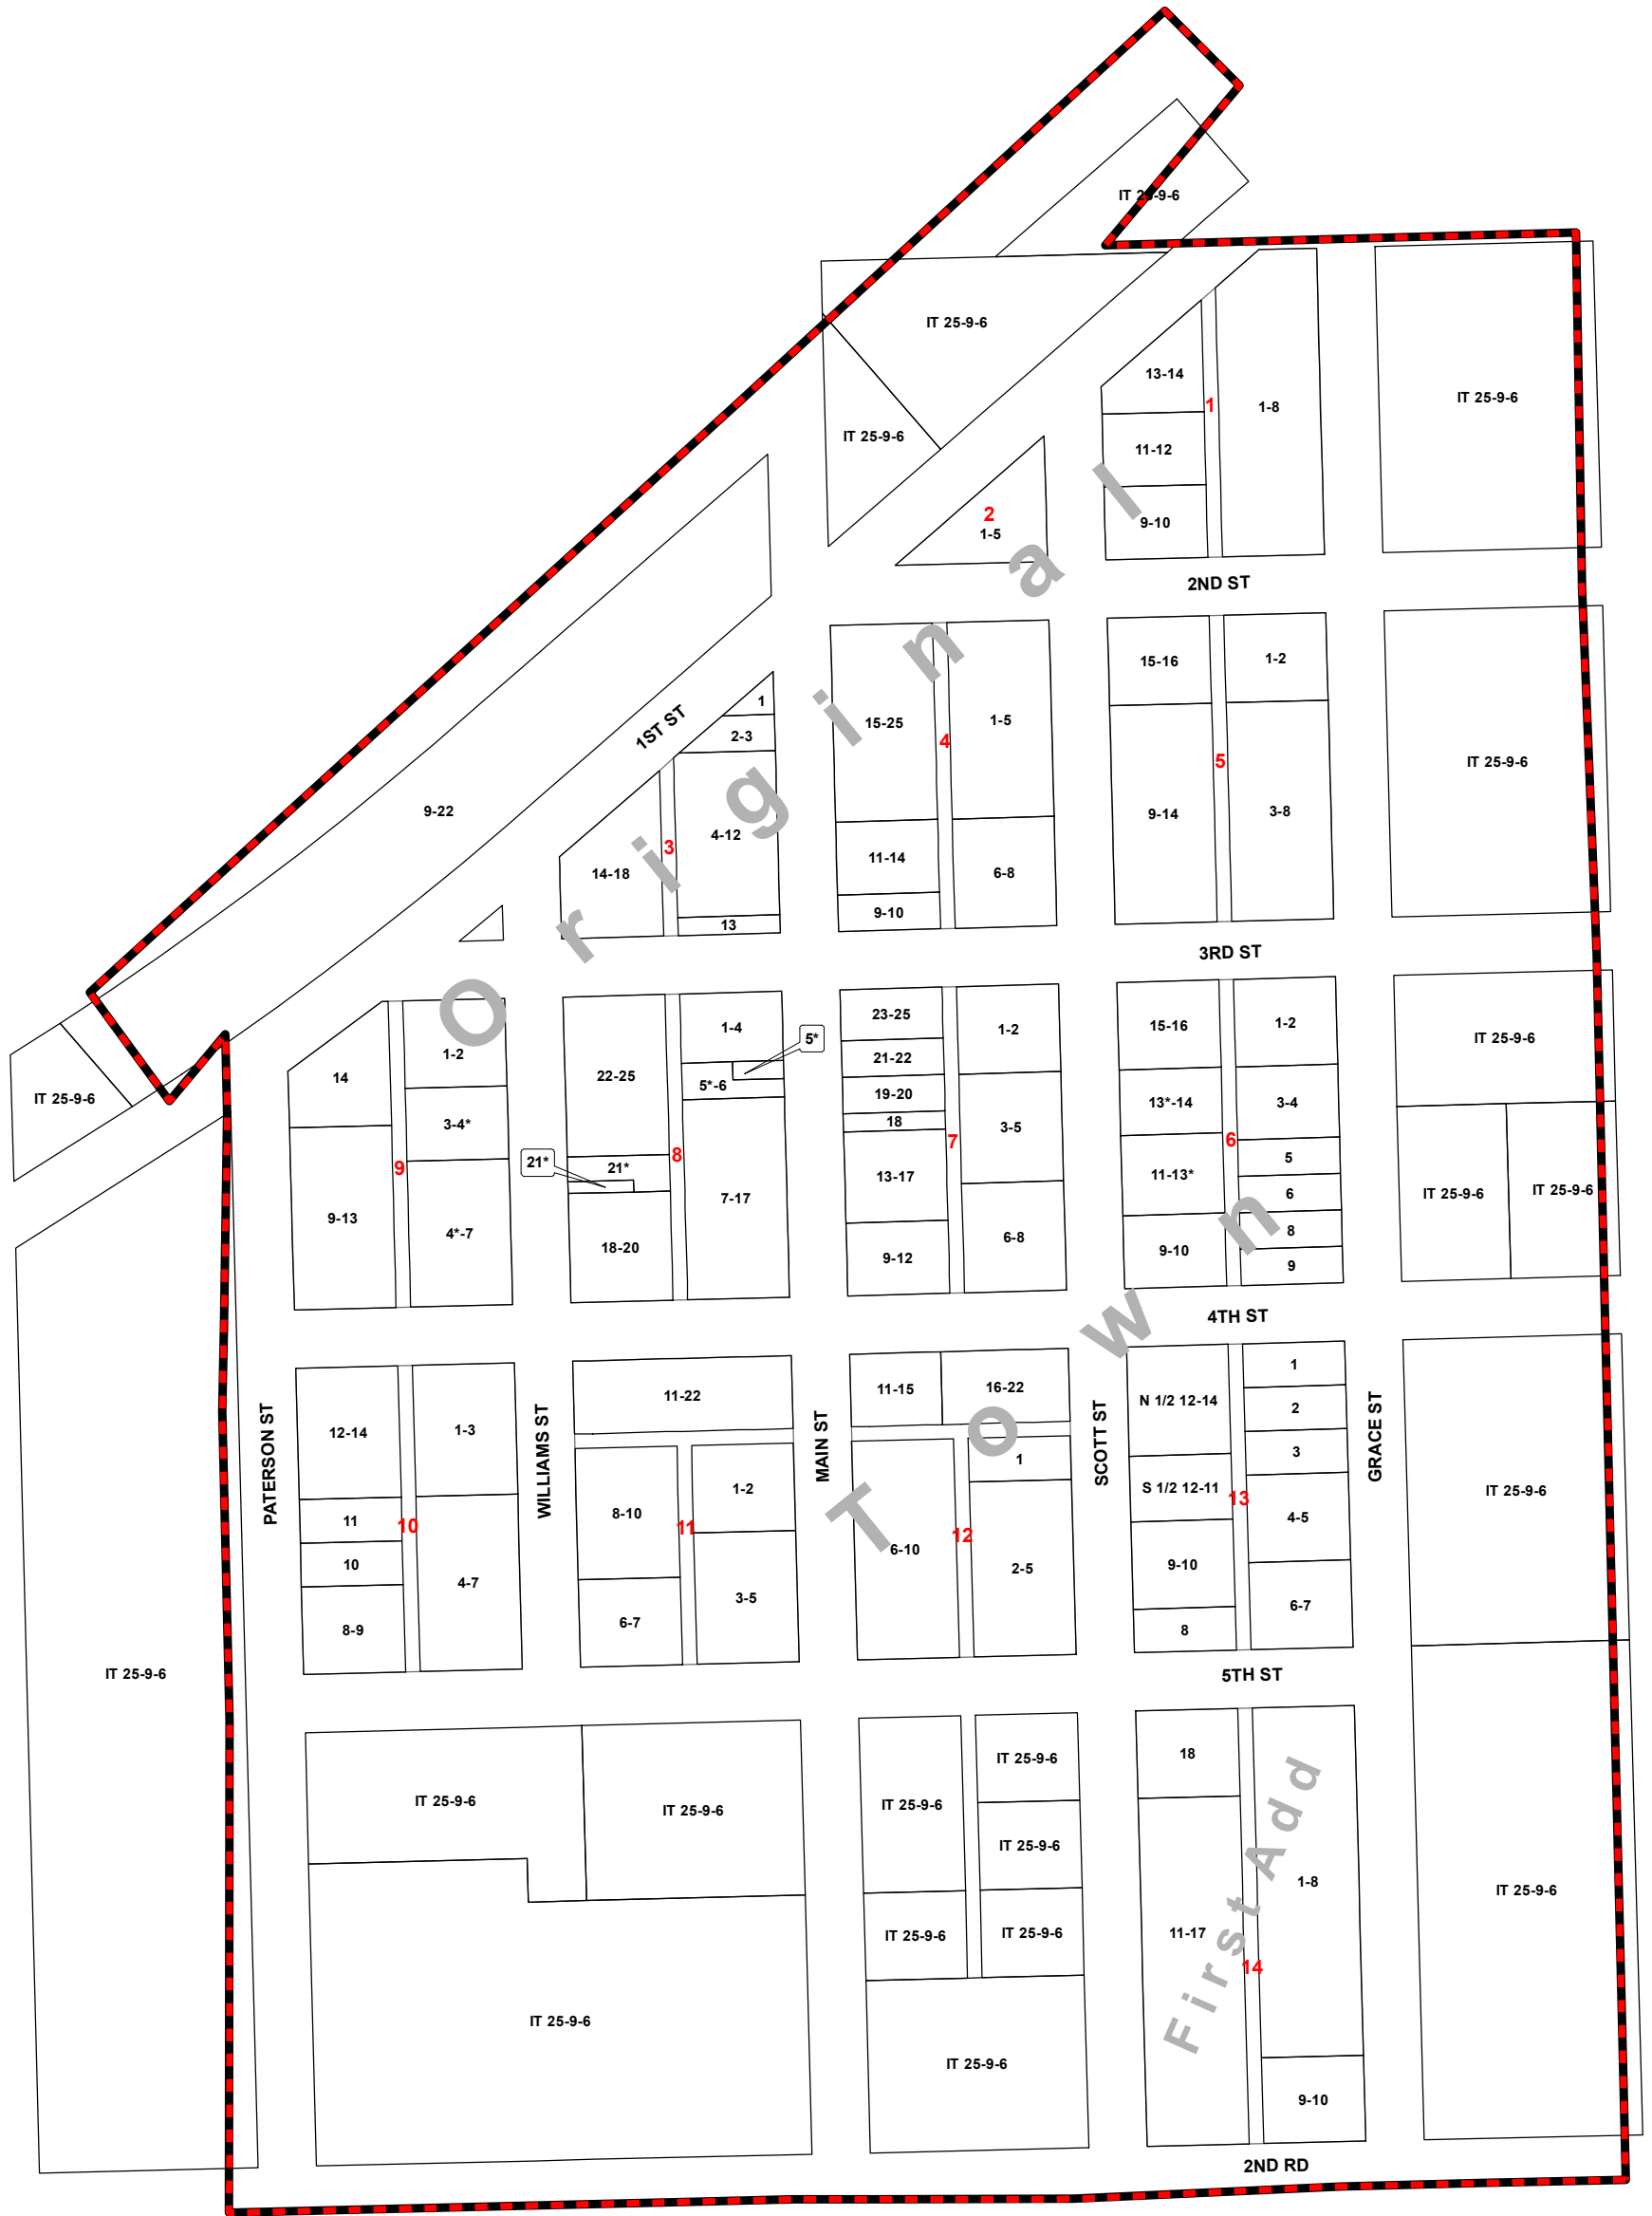 IT 25-9-6
IT 25-9-6
IT 25-9-6
13-14
1
1-8
IT 25-9-6
11-12
9-10
2
1-5
2ND ST
15-25
4
1-5
11-14
9-10
6-8
15-16
1-2
5
9-14
3-8
IT 25-9-6
1ST ST
9-22
1
2-3
3
4-12
14-18
13
3RD ST
IT 25-9-6
14
1-2
3-4*
9
9-13
4*-7
22-25
1-4
5*
5*-6
8
21*
21*
7-17
18-20
23-25
1-2
21-22
19-20
18
7
3-5
13-17
6-8
9-12
15-16
1-2
13*-14
3-4
6
5
11-13*
6
8
9-10
9
IT 25-9-6
IT 25-9-6
IT 25-9-6
4TH ST
PATERSON ST
WILLIAMS ST
MAIN ST
SCOTT ST
GRACE ST
12-14
1-3
11
10
10
4-7
8-9
11-22
8-10
1-2
11
3-5
6-7
11-15
16-22
1
12
6-10
2-5
N 1/2 12-14
1
2
3
S 1/2 12-11
13
4-5
9-10
6-7
8
IT 25-9-6
IT 25-9-6
5TH ST
IT 25-9-6
IT 25-9-6
IT 25-9-6
IT 25-9-6
IT 25-9-6
IT 25-9-6
IT 25-9-6
IT 25-9-6
IT 25-9-6
IT 25-9-6
18
1-8
11-17
14
9-10
IT 25-9-6
2ND RD
Original
Town
First Add